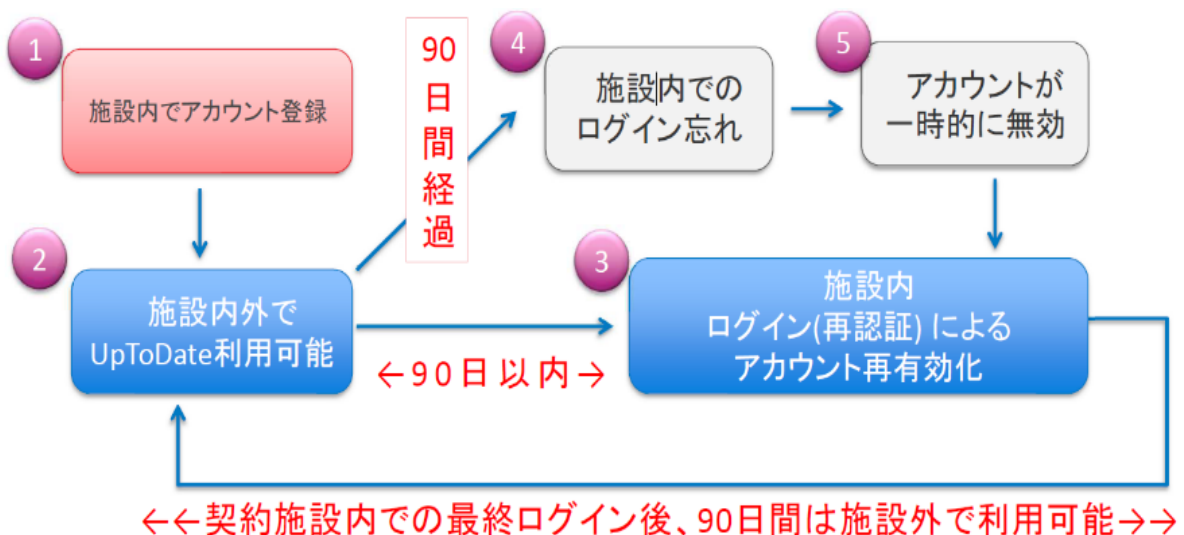 1
施設内でアカウント登録
2
施設内外で
UpToDate利用可能
90日間経過
4
施設内での
ログイン忘れ
5
アカウントが
一時的に無効
←90日以内→
3
施設内
ログイン(再認証) による
アカウント再有効化
←←契約施設内での最終ログイン後、90日間は施設外で利用可能→→